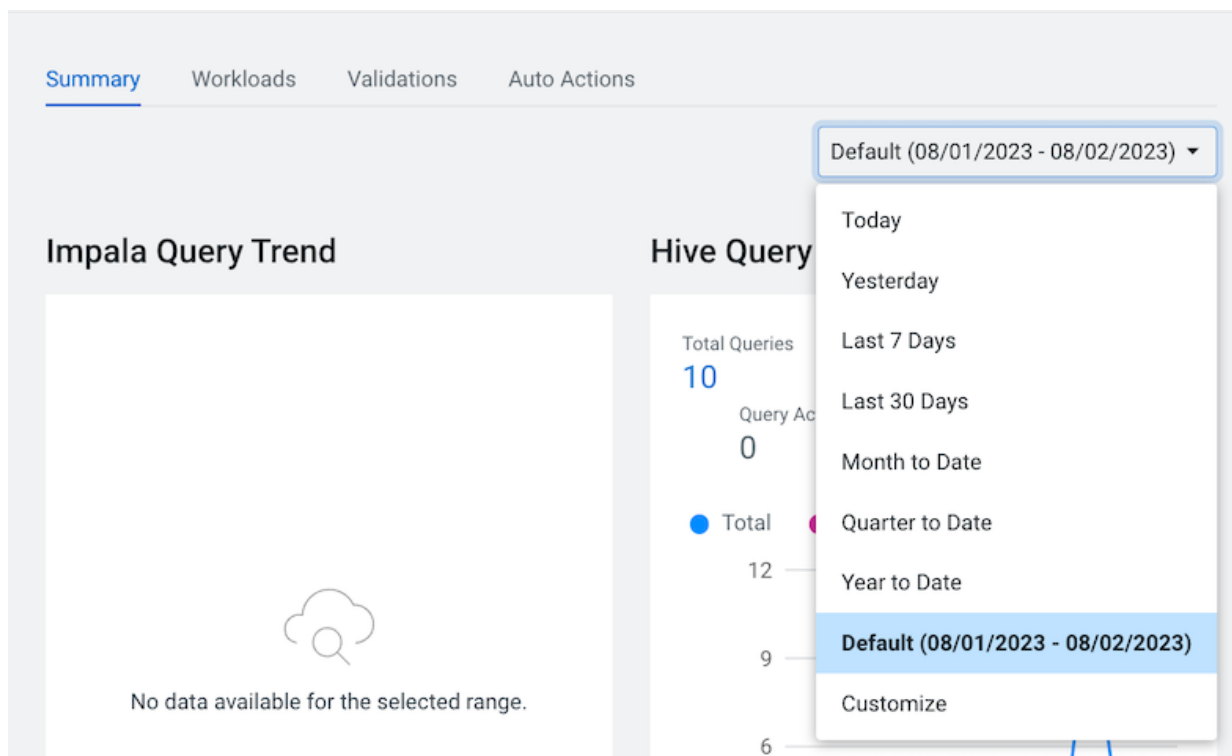 Summary Workloads Validations Auto Actions
Default (08/01/2023 - 08/02/2023)
Today
Yesterday
Last 7 Days
Last 30 Days
Month to Date
Quarter to Date
Year to Date
Default (08/01/2023 - 08/02/2023)
Customize
Impala Query Trend
No data available for the selected range.
Hive Query
Total Queries
10
Query Ac
0
Total
12
9
6